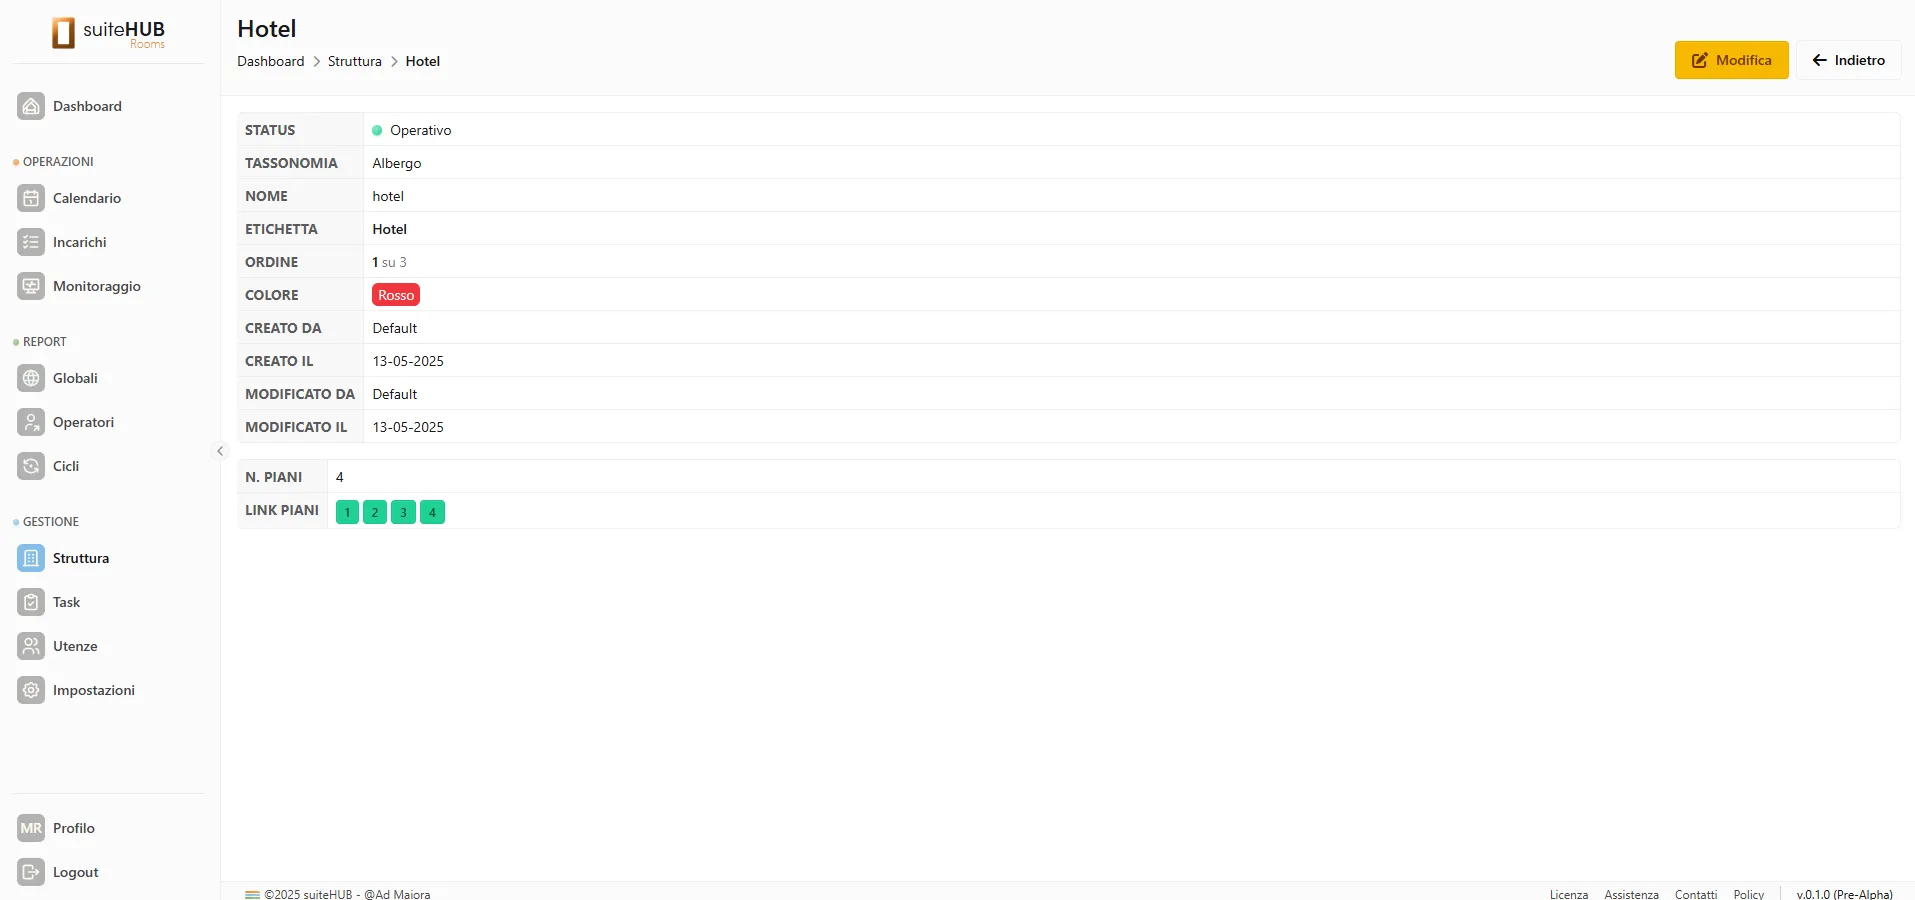 suiteHUB
Rooms
Dashboard
OPERAZIONI
Calendario
Incarichi
Monitoraggio
REPORT
Globali
Operatori
Cicli
GESTIONE
Struttura
Task
Utenze
Impostazioni
MR Profilo
Logout
Hotel
Dashboard > Struttura > Hotel
Modifica
Indietro
STATUS Operativo
TASSONOMIA Albergo
NOME hotel
ETICHETTA Hotel
ORDINE 1 su 3
COLORE Rosso
CREATO DA Default
CREATO IL 13-05-2025
MODIFICATO DA Default
MODIFICATO IL 13-05-2025
N. PIANI 4
LINK PIANI 1 2 3 4
©2025 suiteHUB - @Ad Maiora
Licenza Assistenza Contatti Policy v.0.1.0 (Pre-Alpha)